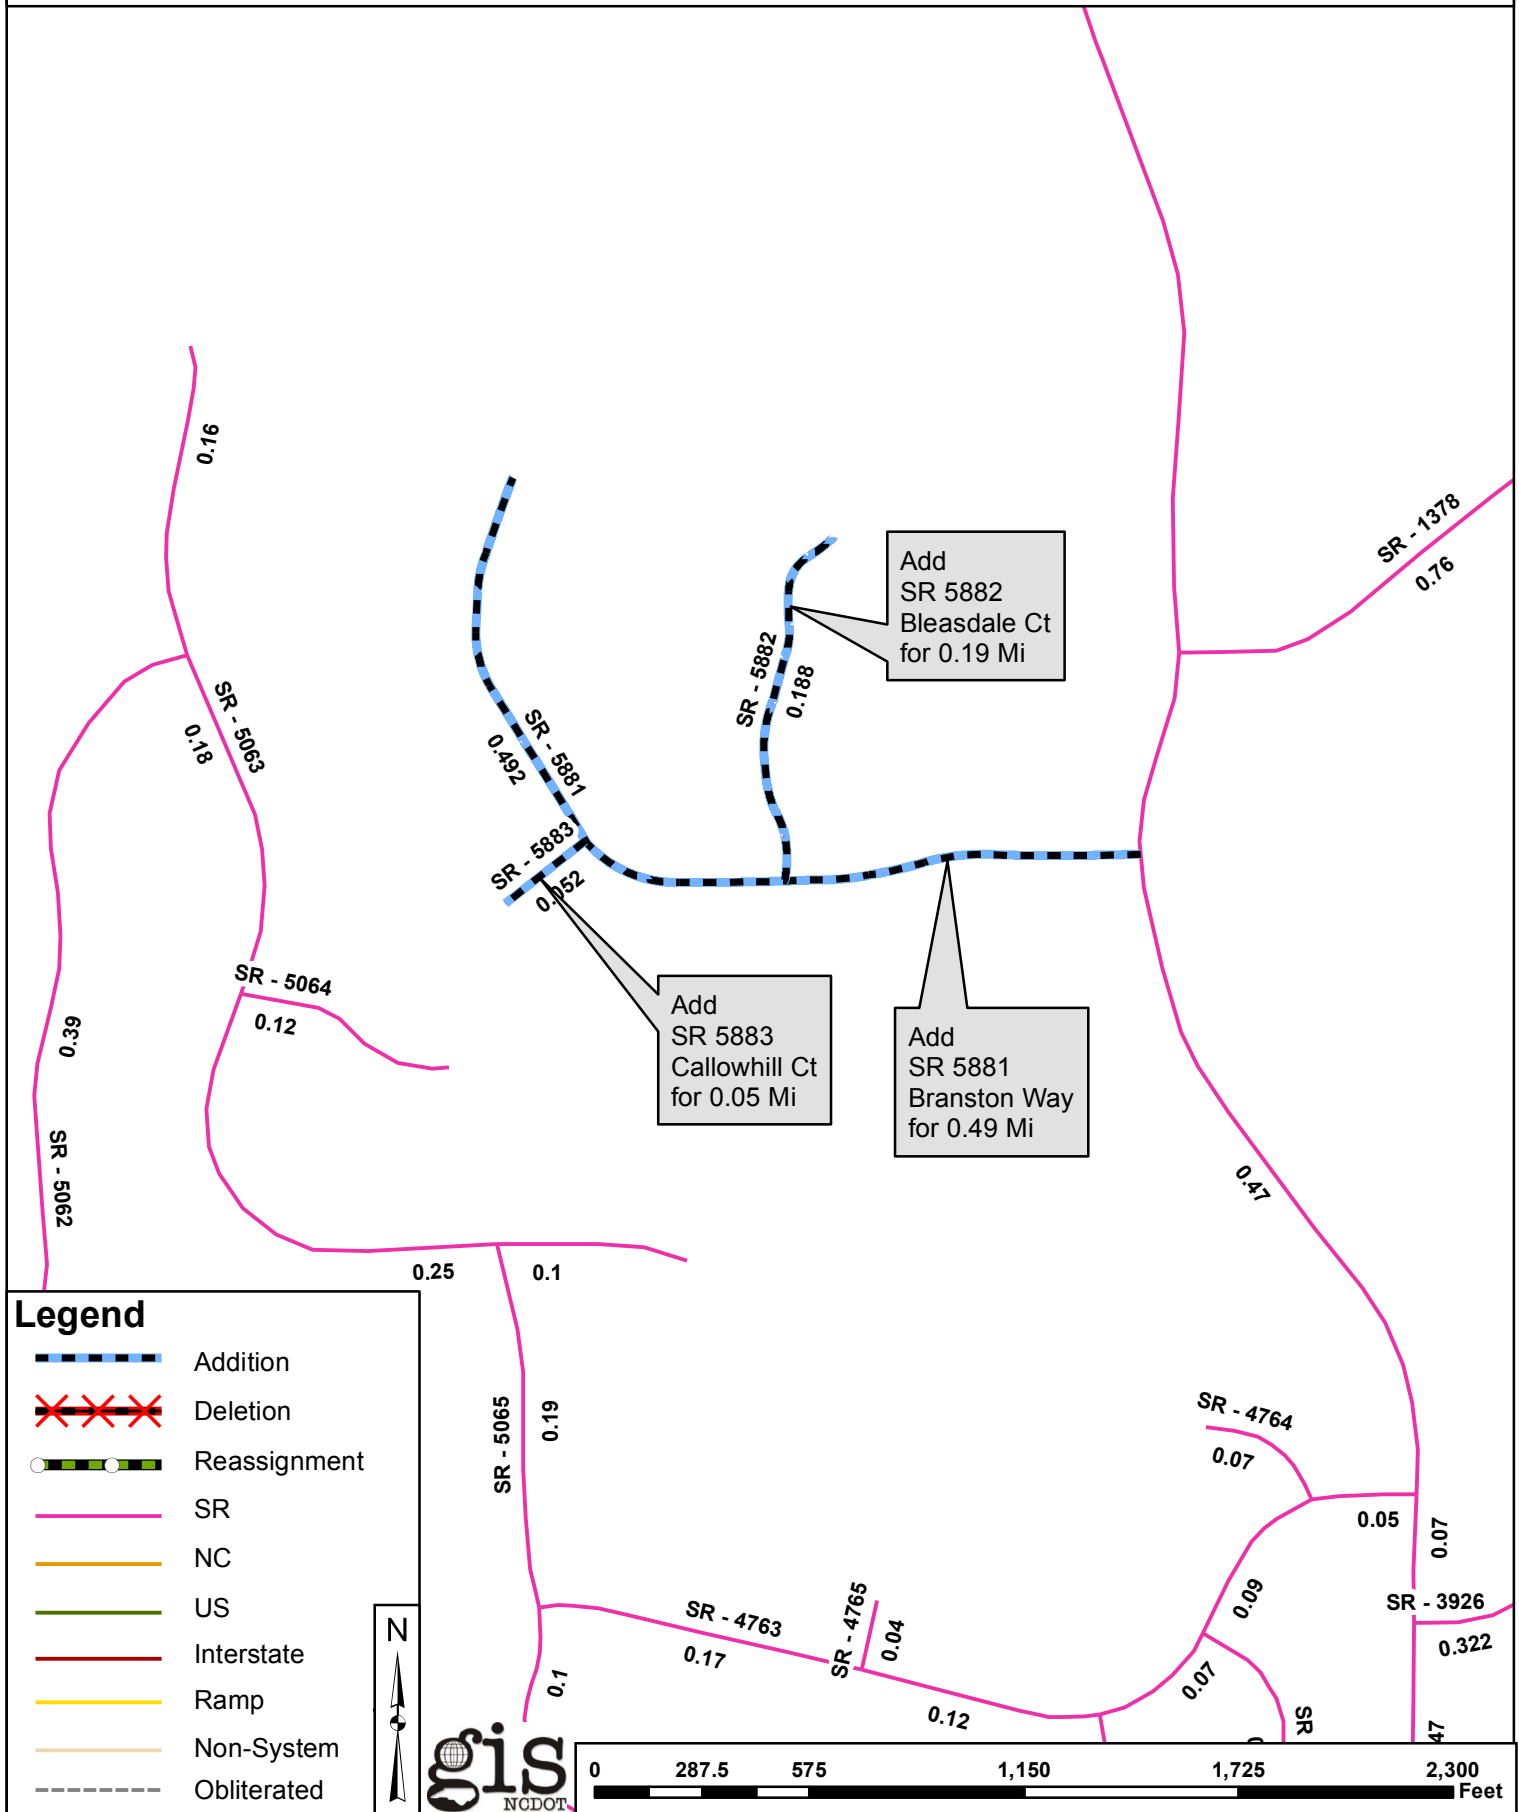 0.16
SR - 1378
0.76
Add
SR 5882
Bleasdale Ct
for 0.19 Mi
SR - 5882
0.188
SR - 5063
0.18
SR - 5881
0.492
SR - 5883
0.052
SR - 5064
0.12
Add
SR 5883
Callowhill Ct
for 0.05 Mi
Add
SR 5881
Branston Way
for 0.49 Mi
0.39
SR - 5062
0.47
0.25
0.1
Legend
Addition
Deletion
Reassignment
SR
NC
US
Interstate
Ramp
Non-System
Obliterated
N
SR - 5065
0.19
SR - 4764
0.07
0.05
0.07
0.09
SR - 3926
0.322
SR - 4763
0.17
SR - 4765
0.04
0.1
0.12
0.07
SR
47
gis
NCDOT
0 287.5 575 1,150 1,725 2,300
Feet